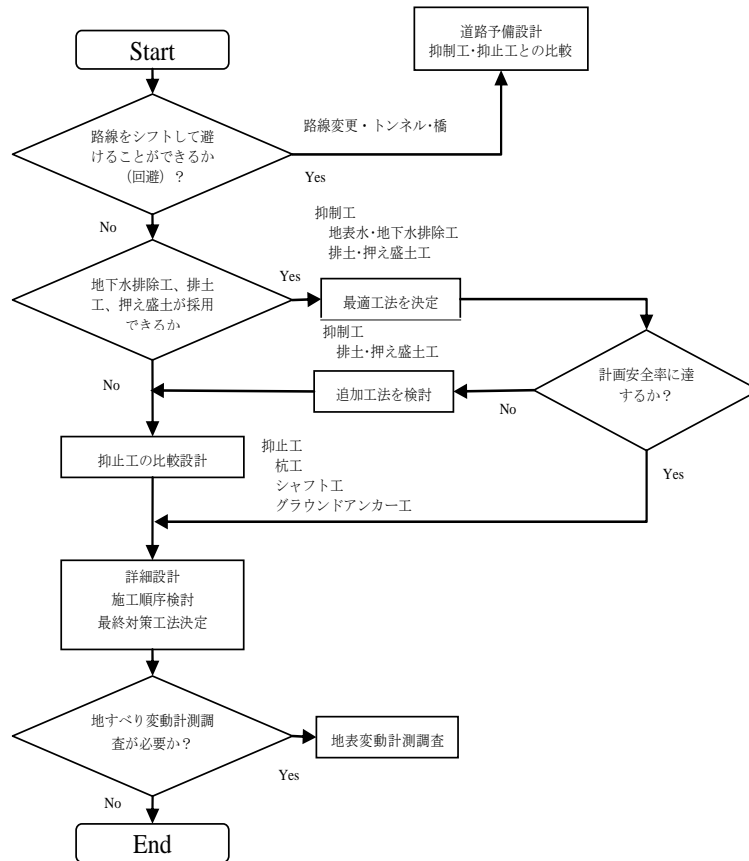 Start
道路予備設計
抑制工・抑止工との比較
路線をシフトして避
けることができるか
（回避）？
路線変更・トンネル・橋
Yes
No
抑制工
地表水・地下水排除工
排土・押え盛土工
地下水排除工、排土
工、押え盛土が採用
できるか
Yes
最適工法を決定
抑制工
排土・押え盛土工
計画安全率に達
するか？
No
追加工法を検討
No
Yes
抑止工の比較設計
抑止工
杭工
シャフト工
グラウンドアンカー工
詳細設計
施工順序検討
最終対策工法決定
地すべり変動計測調
査が必要か？
地表変動計測調査
Yes
No
End